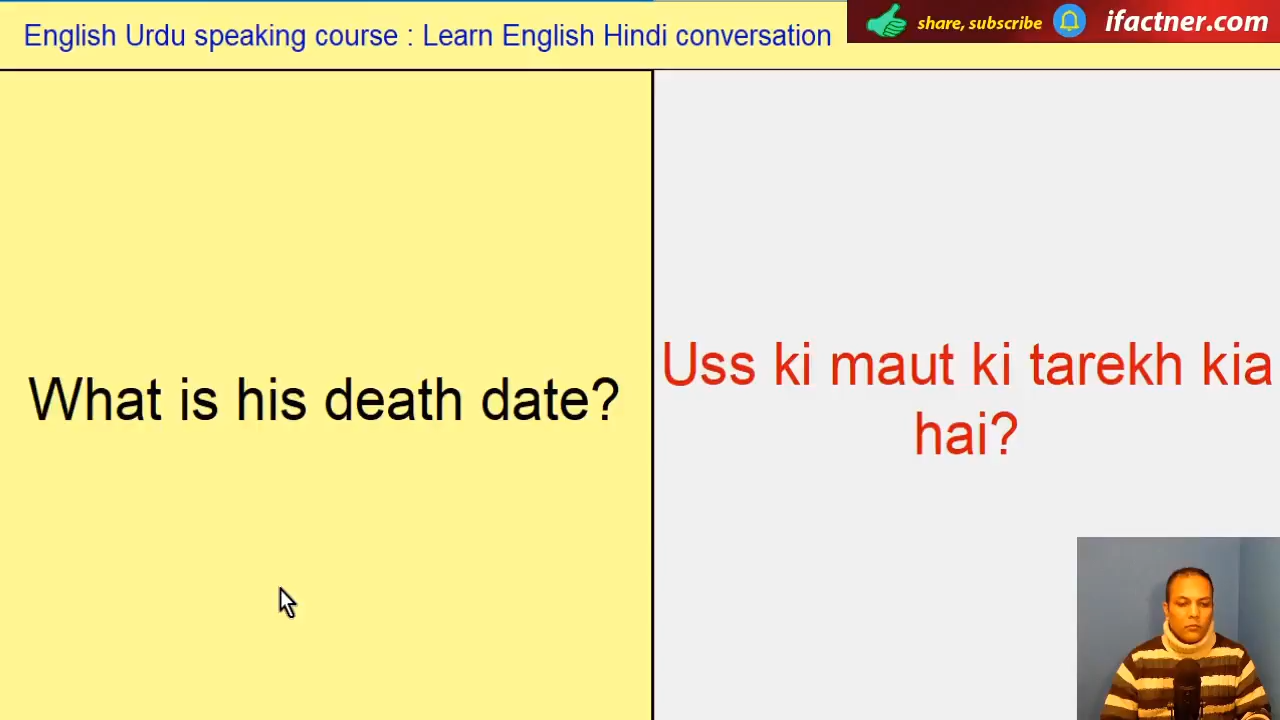 English Urdu speaking course : Learn English Hindi conversation
share, subscribe
ifactner.com
What is his death date?
Uss ki maut ki tarekh kia
hai?